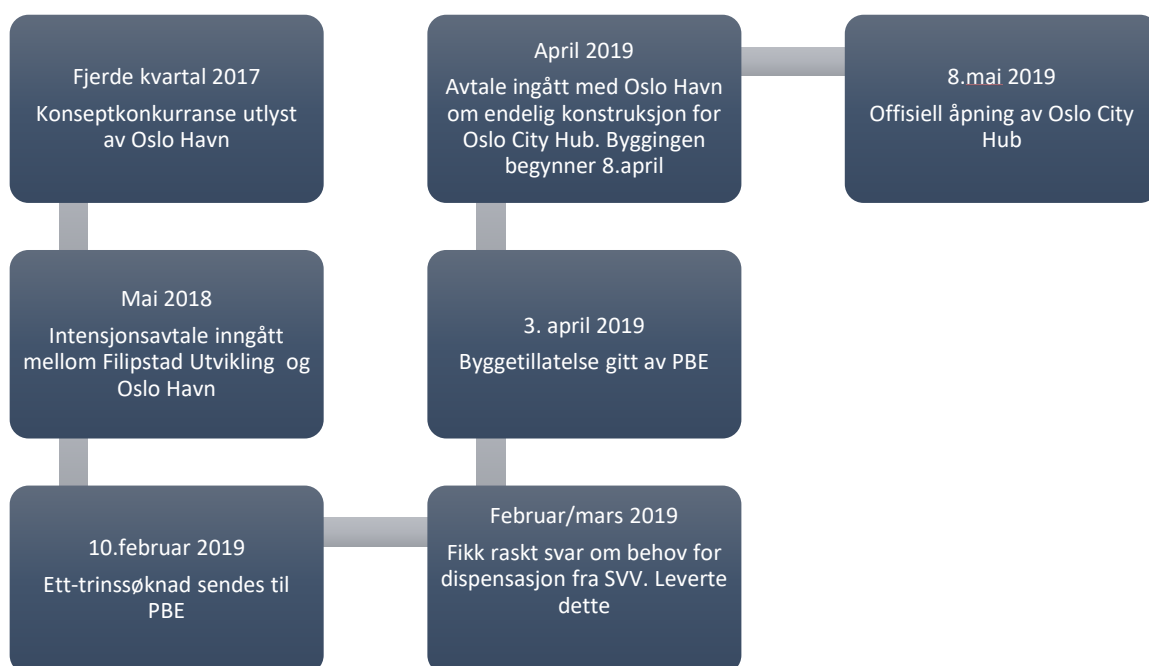 Fjerde kvartal 2017
Konseptkonkurranse utlyst
av Oslo Havn
Mai 2018
Intensjonsavtale inngått
mellom Filipstad Utvikling  og
Oslo Havn
10.februar 2019
Ett-trinssøknad sendes til
PBE
Februar/mars 2019
Fikk raskt svar om behov for
dispensasjon fra SVV. Leverte
dette
3. april 2019
Byggetillatelse gitt av PBE
April 2019
Avtale ingått med Oslo Havn
om endelig konstruksjon for
Oslo City Hub. Byggingen
begynner 8.april
8.mai 2019
Offisiell åpning av Oslo City
Hub